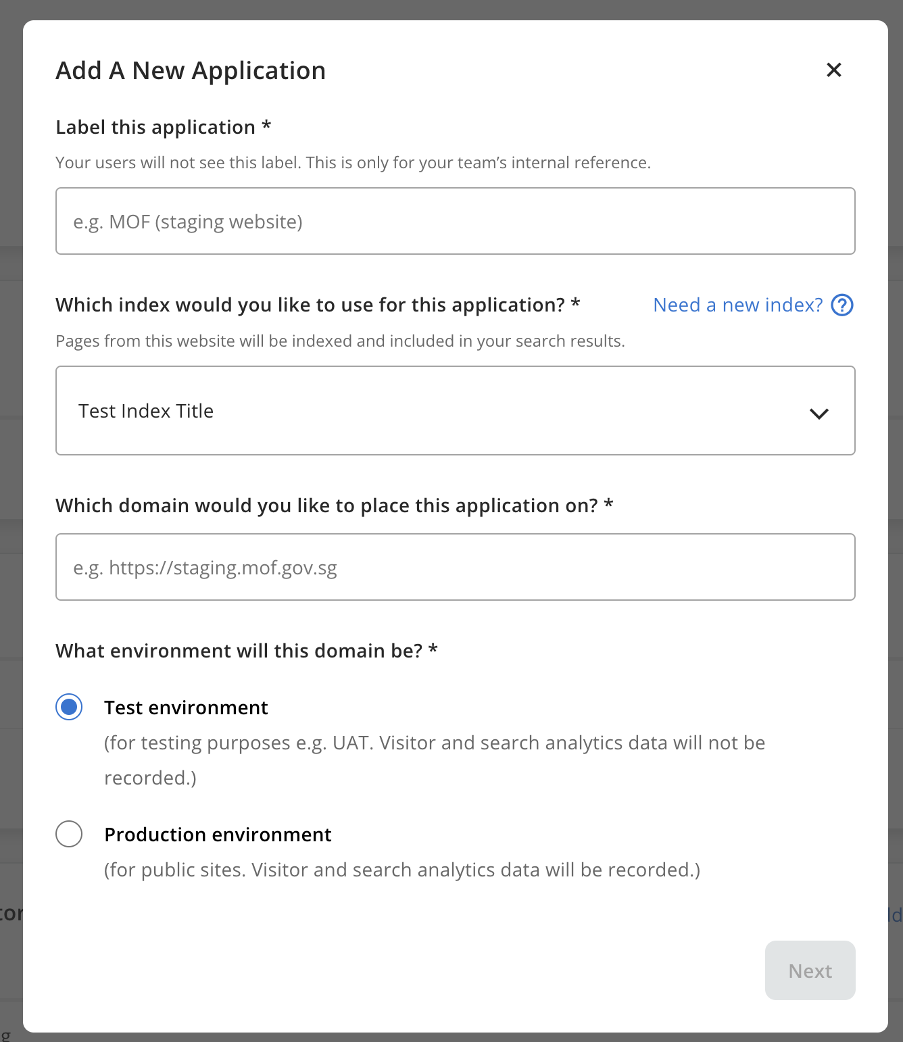 Add A New Application
Label this application *
Your users will not see this label. This is only for your team’s internal reference.
e.g. MOF (staging website)
Which index would you like to use for this application? *
Need a new index?
Pages from this website will be indexed and included in your search results.
Test Index Title
Which domain would you like to place this application on? *
e.g. https://staging.mof.gov.sg
What environment will this domain be? *
Test environment
(for testing purposes e.g. UAT. Visitor and search analytics data will not be
recorded.)
Production environment
(for public sites. Visitor and search analytics data will be recorded.)
Next